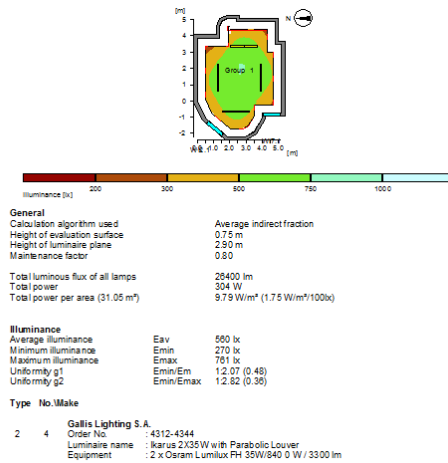 [m]
5
N
4
3
2
Group 1
1
0
-1
-2
0.0 1.0 2.0 3.0 4.0 5.0
[m]
Illuminance [lx]
200 300 500 750 1000
General
Calculation algorithm used Average indirect fraction
Height of evaluation surface 0.75 m
Height of luminaire plane 2.90 m
Maintenance factor 0.80
Total luminous flux of all lamps 26400 lm
Total power 304 W
Total power per area (31.05 m²) 9.79 W/m² (1.75 W/m²/100lx)
Illuminance
Average illuminance Eav 560 lx
Minimum illuminance Emin 270 lx
Maximum illuminance Emax 761 lx
Uniformity g1 Emin/Em 1:2.07 (0.48)
Uniformity g2 Emin/Emax 1:2.82 (0.36)
Type No.\Make
Gallis Lighting S.A.
2 4 Order No. : 4312-4344
Luminaire name : Ikarus 2X35W with Parabolic Louver
Equipment : 2 x Osram Lumilux FH 35W/840 0 W / 3300 lm